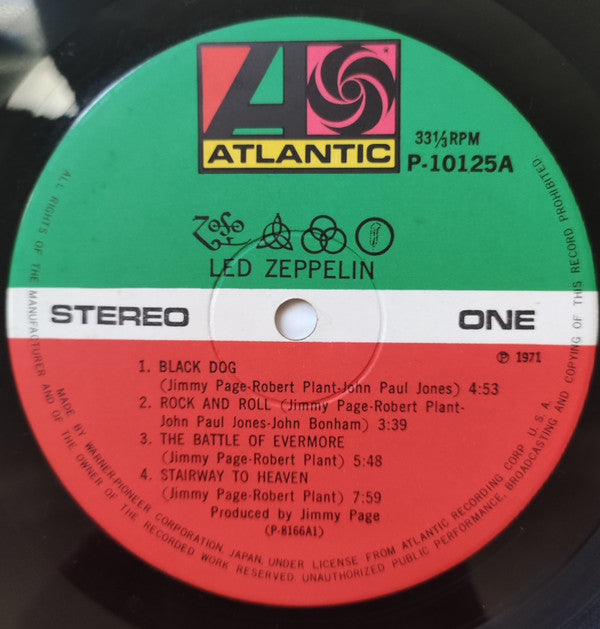 ATLANTIC
33⅓ RPM
P-10125A
LED ZEPPELIN
STEREO
ONE
℗ 1971
1. BLACK DOG
(Jimmy Page-Robert Plant-John Paul Jones) 4:53
2. ROCK AND ROLL (Jimmy Page-Robert Plant-
John Paul Jones-John Bonham) 3:39
3. THE BATTLE OF EVERMORE
(Jimmy Page-Robert Plant) 5:48
4. STAIRWAY TO HEAVEN
(Jimmy Page-Robert Plant) 7:59
Produced by Jimmy Page
(P-8166A1)
MADE BY WARNER-PIONEER CORPORATION, JAPAN, UNDER LICENSE FROM ATLANTIC RECORDING CORP. U.S.A.
ALL RIGHTS OF THE MANUFACTURER AND OF THE OWNER OF THE RECORDED WORK RESERVED. UNAUTHORIZED PUBLIC PERFORMANCE, BROADCASTING AND COPYING OF THIS RECORD PROHIBITED.